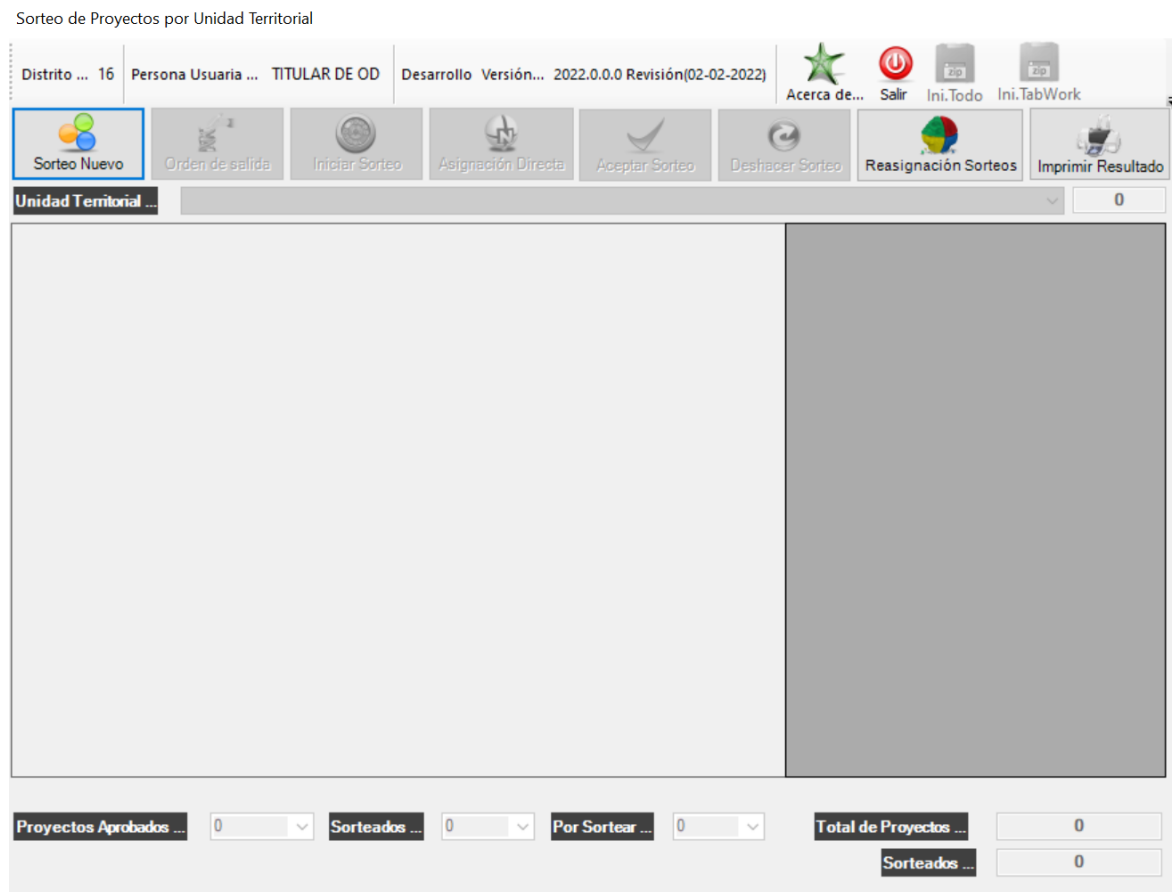 Sorteo de Proyectos por Unidad Territorial
Distrito ... 16 Persona Usuaria ... TITULAR DE OD Desarrollo Versión... 2022.0.0.0 Revisión(02-02-2022) Acerca de... Salir Ini.Todo Ini.TabWork
zip zip
Sorteo Nuevo Orden de salida Iniciar Sorteo Asignación Directa Aceptar Sorteo Deshacer Sorteo Reasignación Sorteos Imprimir Resultado
Unidad Territorial ... 0
Proyectos Aprobados ... 0 Sorteados ... 0 Por Sortear ... 0 Total de Proyectos ... 0
Sorteados ... 0